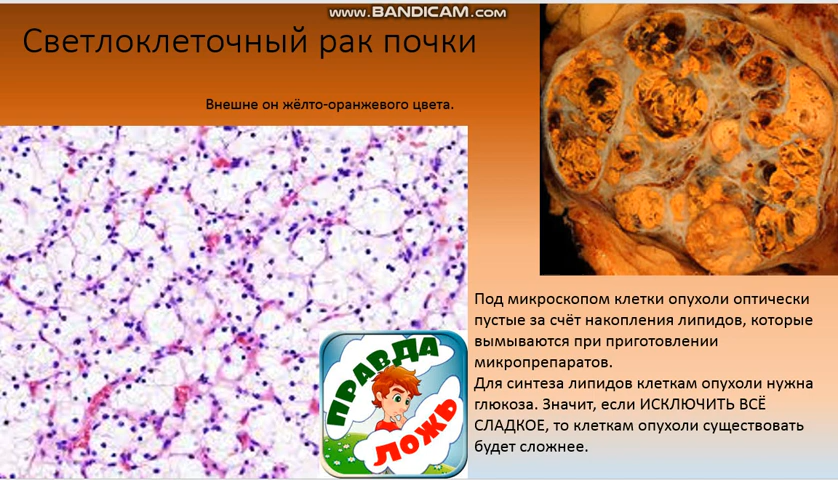 www.BANDICAM.com
Светлоклеточный рак почки
Внешне он жёлто-оранжевого цвета.
Под микроскопом клетки опухоли оптически
пустые за счёт накопления липидов, которые
вымываются при приготовлении
микропрепаратов.
Для синтеза липидов клеткам опухоли нужна
глюкоза. Значит, если ИСКЛЮЧИТЬ ВСЁ
СЛАДКОЕ, то клеткам опухоли существовать
будет сложнее.
ПРАВДА
ЛОЖЬ